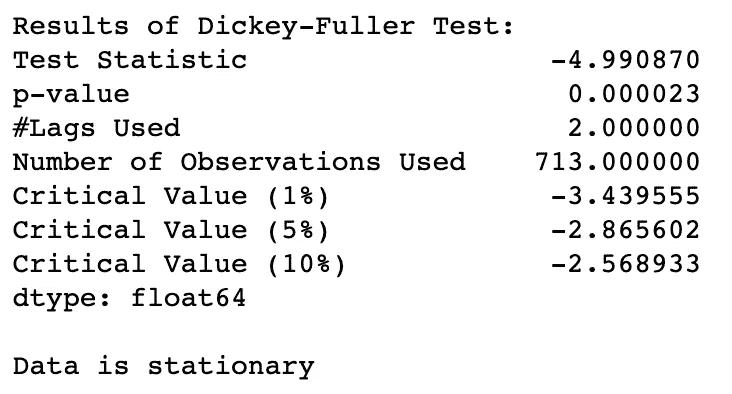 Results of Dickey-Fuller Test:
Test Statistic                  -4.990870
p-value                          0.000023
#Lags Used                       2.000000
Number of Observations Used    713.000000
Critical Value (1%)             -3.439555
Critical Value (5%)             -2.865602
Critical Value (10%)            -2.568933
dtype: float64

Data is stationary